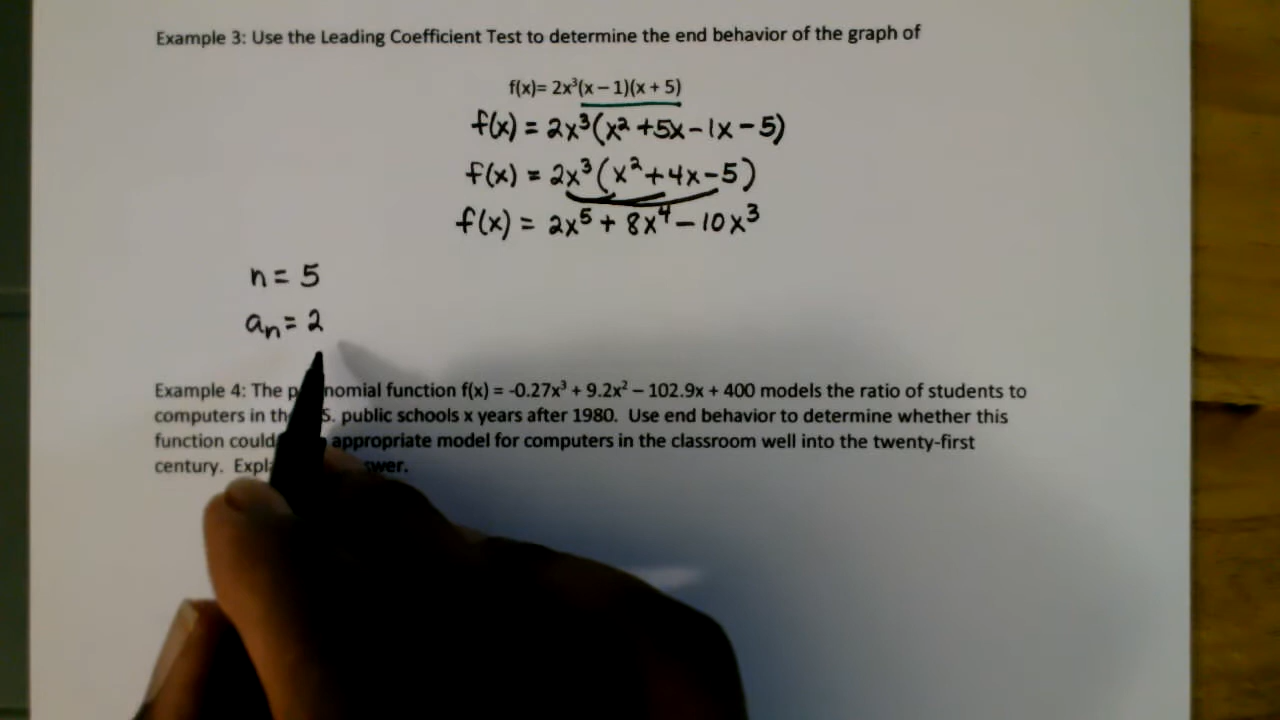 Example 3: Use the Leading Coefficient Test to determine the end behavior of the graph of
f(x)= 2x³(x – 1)(x + 5)
f(x) = 2x³(x² + 5x - 1x - 5)
f(x) = 2x³(x² + 4x - 5)
f(x) = 2x⁵ + 8x⁴ - 10x³
n = 5
aₙ = 2
Example 4: The nomial function f(x) = -0.27x³ + 9.2x² – 102.9x + 400 models the ratio of students to
computers in S. public schools x years after 1980. Use end behavior to determine whether this
function could appropriate model for computers in the classroom well into the twenty-first
century.